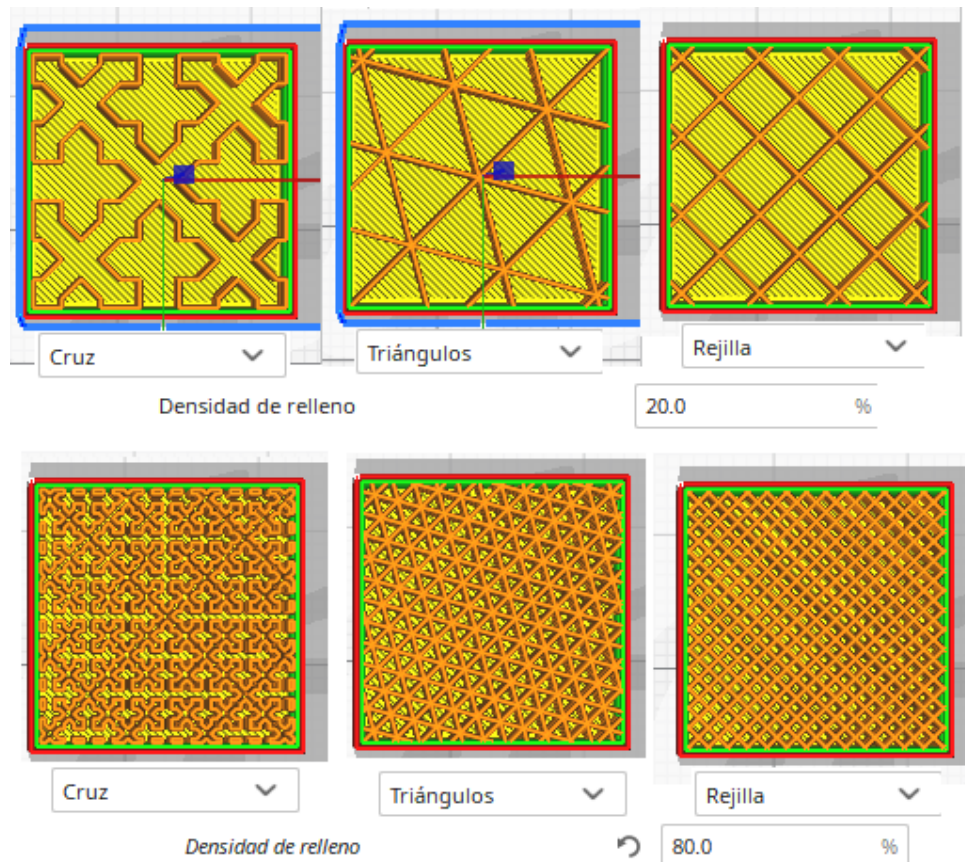 Cruz
Triángulos
Rejilla
Densidad de relleno 20.0 %
Cruz
Triángulos
Rejilla
Densidad de relleno 80.0 %